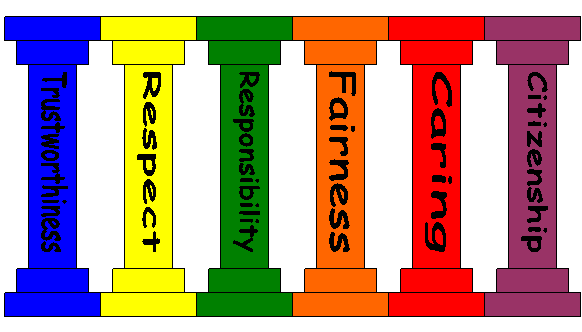 Trustworthiness
Respect
Responsibility
Fairness
Caring
Citizenship